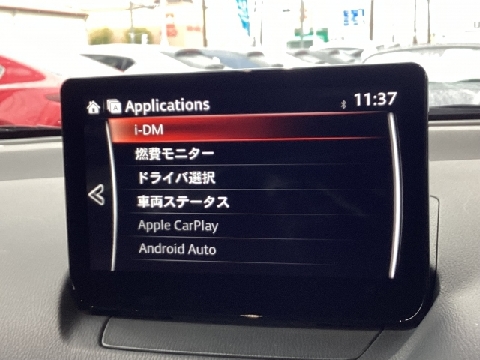 Applications
11:37
i-DM
燃費モニター
ドライバ選択
車両ステータス
Apple CarPlay
Android Auto